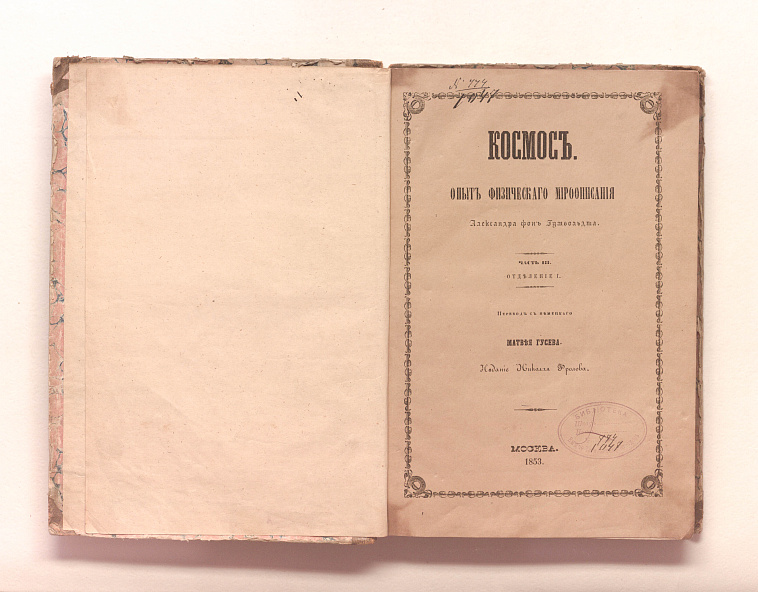 № 774
КОСМОСЪ.
ОПЫТЪ ФИЗИЧЕСКАГО МІРООПИСАНІЯ
Александра фонъ Гумбольдта.
ЧАСТЬ III.
ОТДѢЛЕНІЕ I.
Переводъ съ нѣмецкаго
МАТВѢЯ ГУСЕВА.
Изданіе Николая Фролова.
БИБЛІОТЕКА
МОСКВА.
1853.